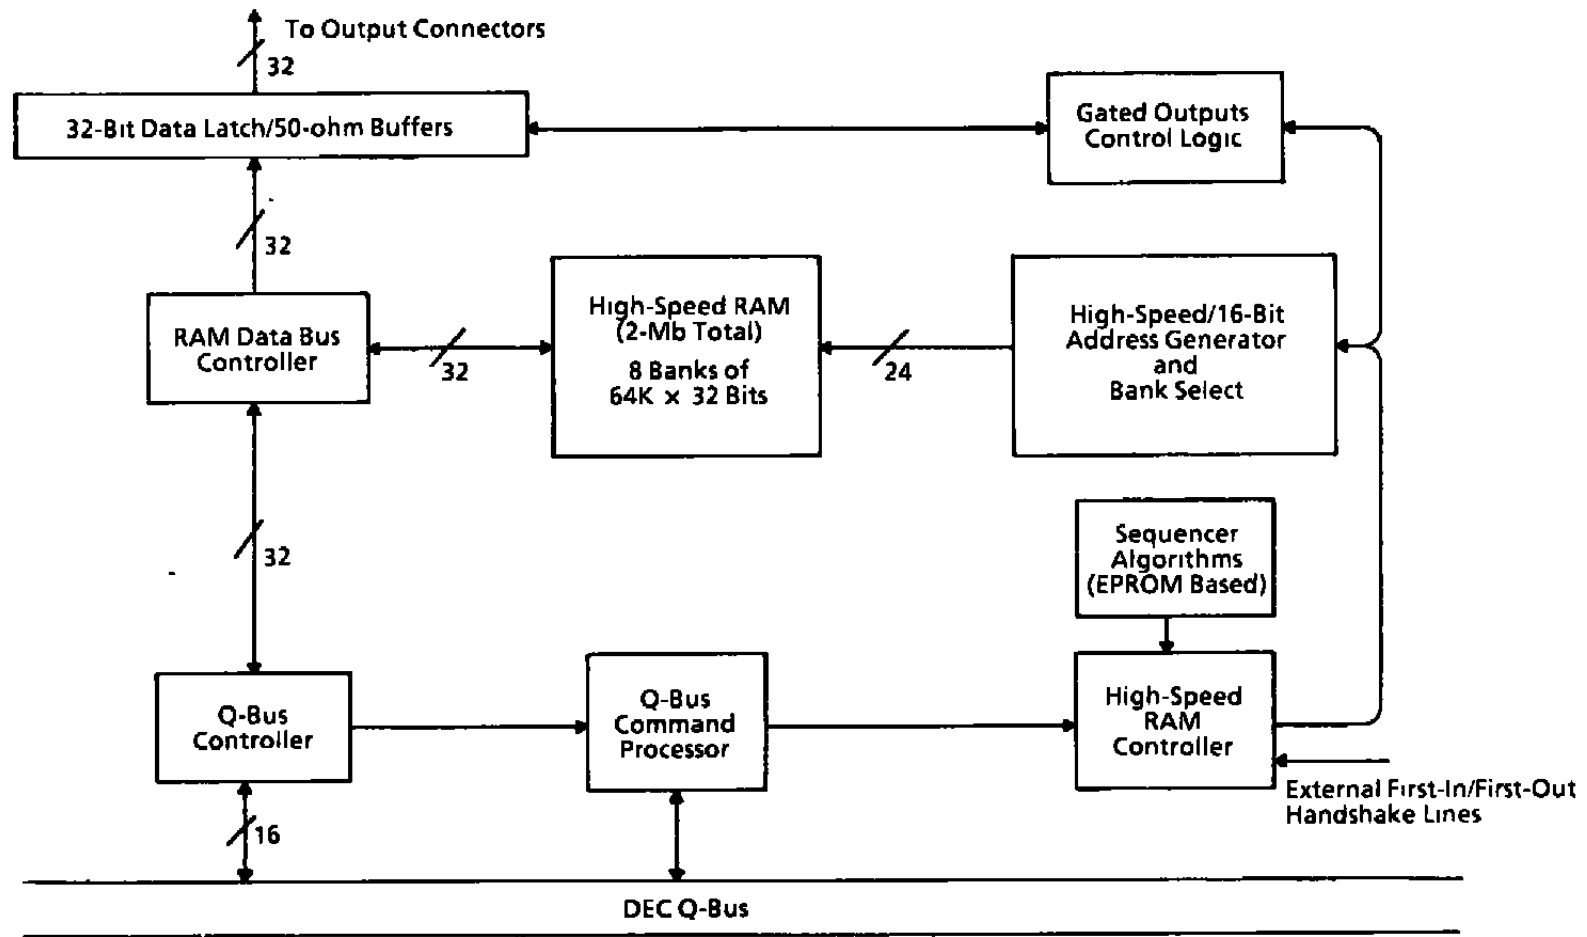 To Output Connectors
32
32-Bit Data Latch/50-ohm Buffers
Gated Outputs
Control Logic
32
RAM Data Bus
Controller
32
High-Speed RAM
(2-Mb Total)
8 Banks of
64K × 32 Bits
24
High-Speed/16-Bit
Address Generator
and
Bank Select
32
Sequencer
Algorithms
(EPROM Based)
Q-Bus
Controller
Q-Bus
Command
Processor
High-Speed
RAM
Controller
External First-In/First-Out
Handshake Lines
16
DEC Q-Bus